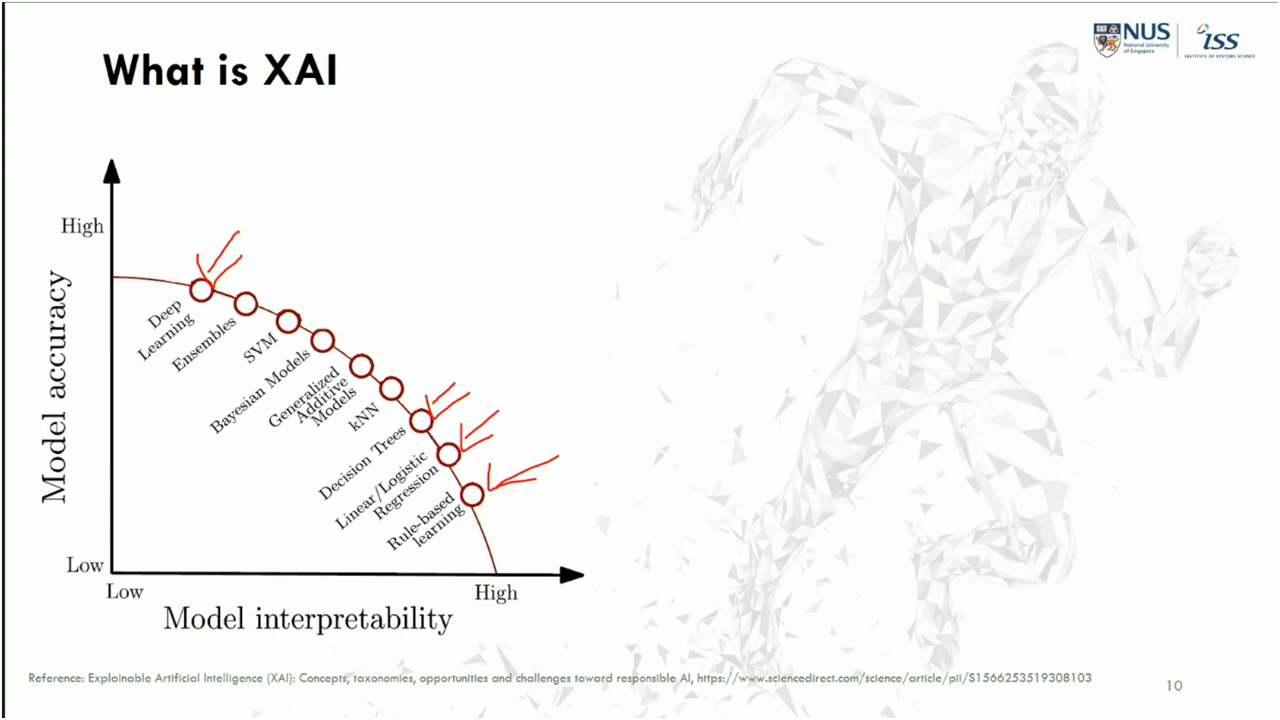 What is XAI
NUS
National University
of Singapore
iss
INSTITUTE OF SYSTEMS SCIENCE
High
Model accuracy
Low
Deep
Learning
Ensembles
SVM
Bayesian Models
Generalized
Additive
Models
kNN
Decision Trees
Linear/Logistic
Regression
Rule-based
learning
Low
High
Model interpretability
Reference: Explainable Artificial Intelligence (XAI): Concepts, taxonomies, opportunities and challenges toward responsible AI, https://www.sciencedirect.com/science/article/pii/S1566253519308103
10